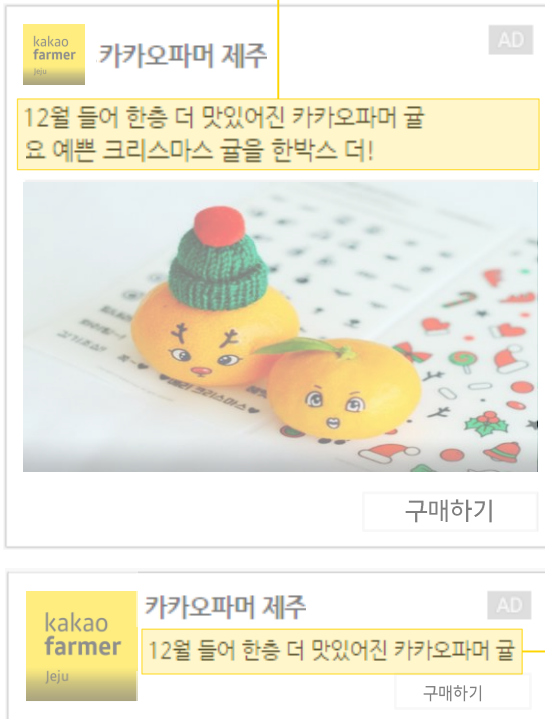 kakao
farmer
Jeju
카카오파머 제주
AD
12월 들어 한층 더 맛있어진 카카오파머 귤
요 예쁜 크리스마스 귤을 한박스 더!
구매하기
kakao
farmer
Jeju
카카오파머 제주
AD
12월 들어 한층 더 맛있어진 카카오파머 귤
구매하기